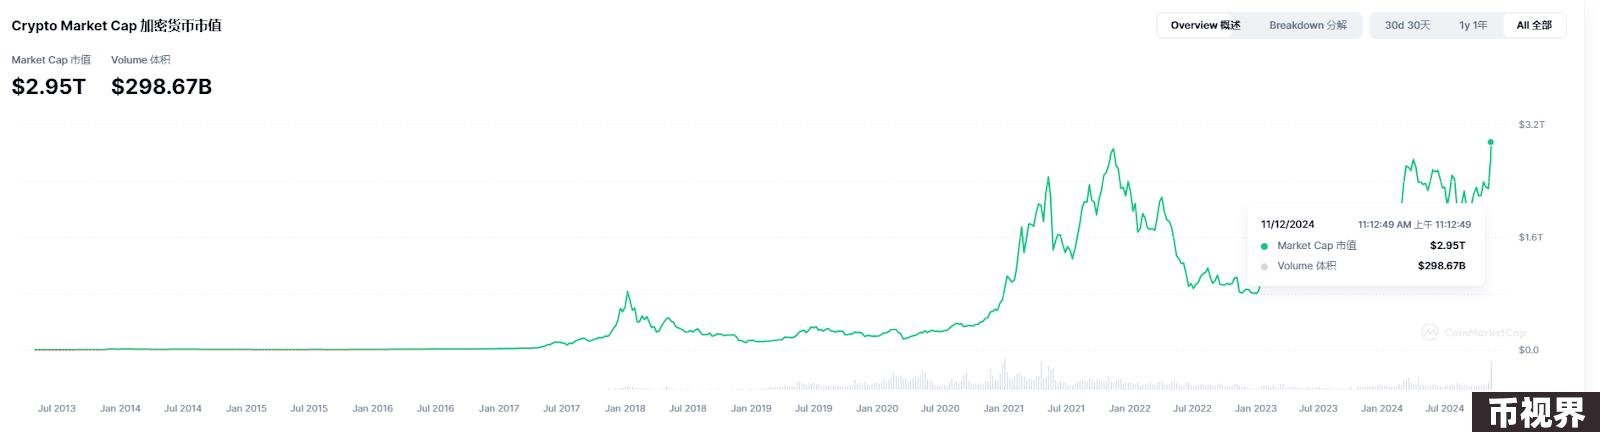 Crypto Market Cap 加密货币市值
Overview 概述 Breakdown 分解 30d 30天 1y 1年 All 全部
Market Cap 市值 Volume 体积
$2.95T $298.67B
$3.2T
11/12/2024 11:12:49 AM 上午 11:12:49
Market Cap 市值 $2.95T
$1.6T
Volume 体积 $298.67B
CoinMarketCap
$0.0
Jul 2013 Jan 2014 Jul 2014 Jan 2015 Jul 2015 Jan 2016 Jul 2016 Jan 2017 Jul 2017 Jan 2018 Jul 2018 Jan 2019 Jul 2019 Jan 2020 Jul 2020 Jan 2021 Jul 2021 Jan 2022 Jul 2022 Jan 2023 Jul 2023 Jan 2024 Jul 2024
币视界